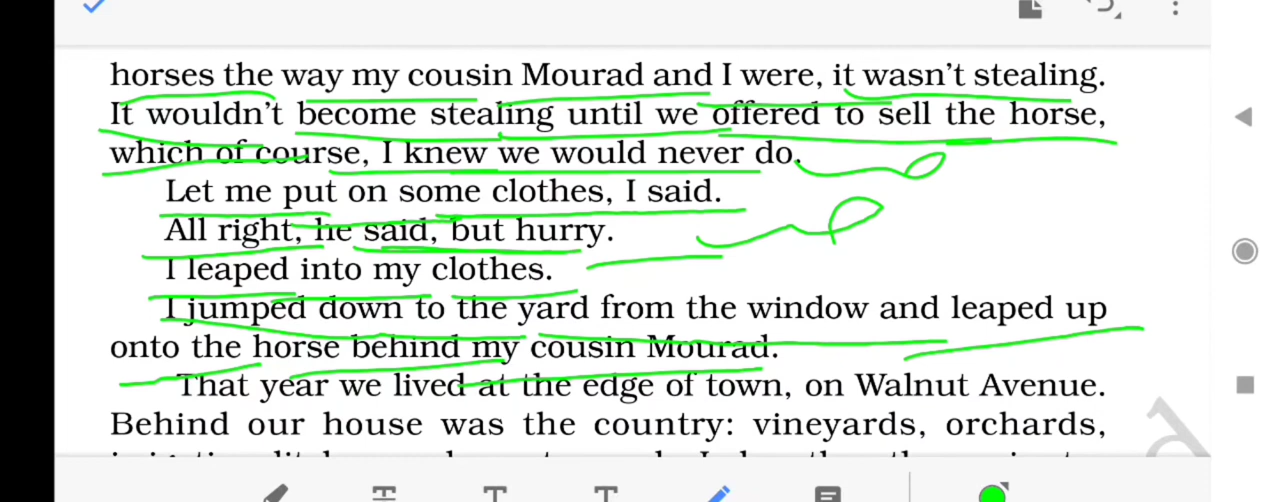 horses the way my cousin Mourad and I were, it wasn't stealing.
It wouldn't become stealing until we offered to sell the horse,
which of course, I knew we would never do.
Let me put on some clothes, I said.
All right, he said, but hurry.
I leaped into my clothes.
I jumped down to the yard from the window and leaped up
onto the horse behind my cousin Mourad.
That year we lived at the edge of town, on Walnut Avenue.
Behind our house was the country: vineyards, orchards,